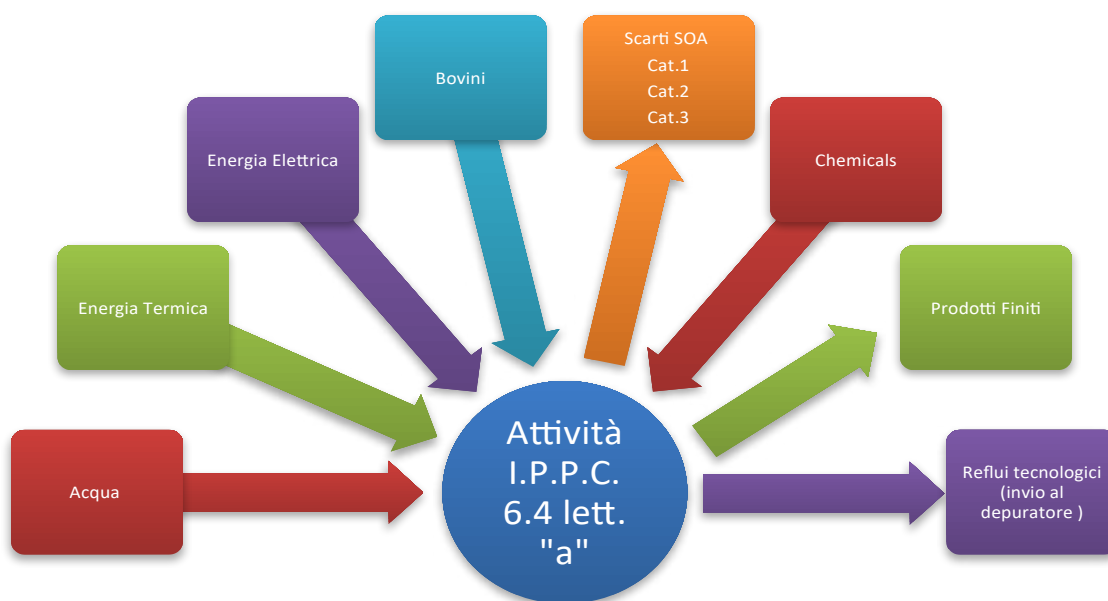 Bovini
Scarti SOA
Cat.1
Cat.2
Cat.3
Energia Elettrica
Chemicals
Energia Termica
Prodotti Finiti
Acqua
Attività
I.P.P.C.
6.4 lett.
"a"
Reflui tecnologici
(invio al
depuratore )